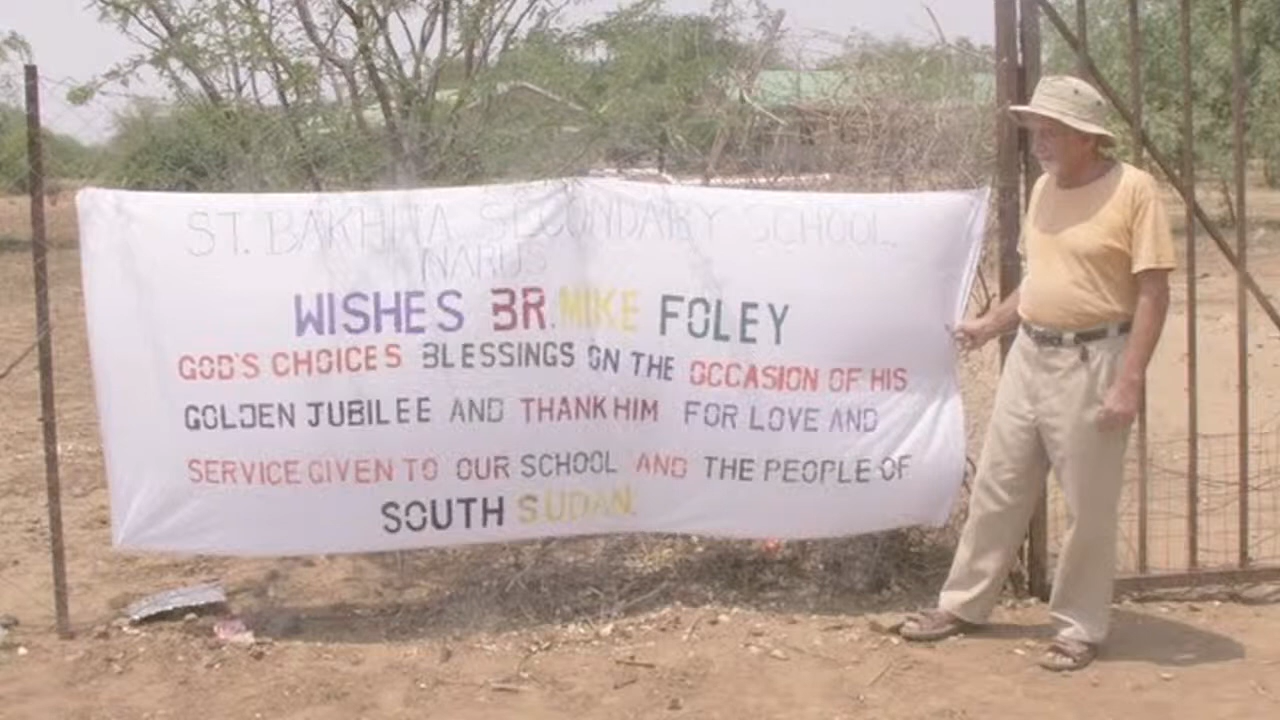 ST. BAKHITA SECONDARY SCHOOL.
NARUS
WISHES BR. MIKE FOLEY
GOD'S CHOICES BLESSINGS ON THE OCCASION OF HIS
GOLDEN JUBILEE AND THANK HIM FOR LOVE AND
SERVICE GIVEN TO OUR SCHOOL AND THE PEOPLE OF
SOUTH SUDAN.